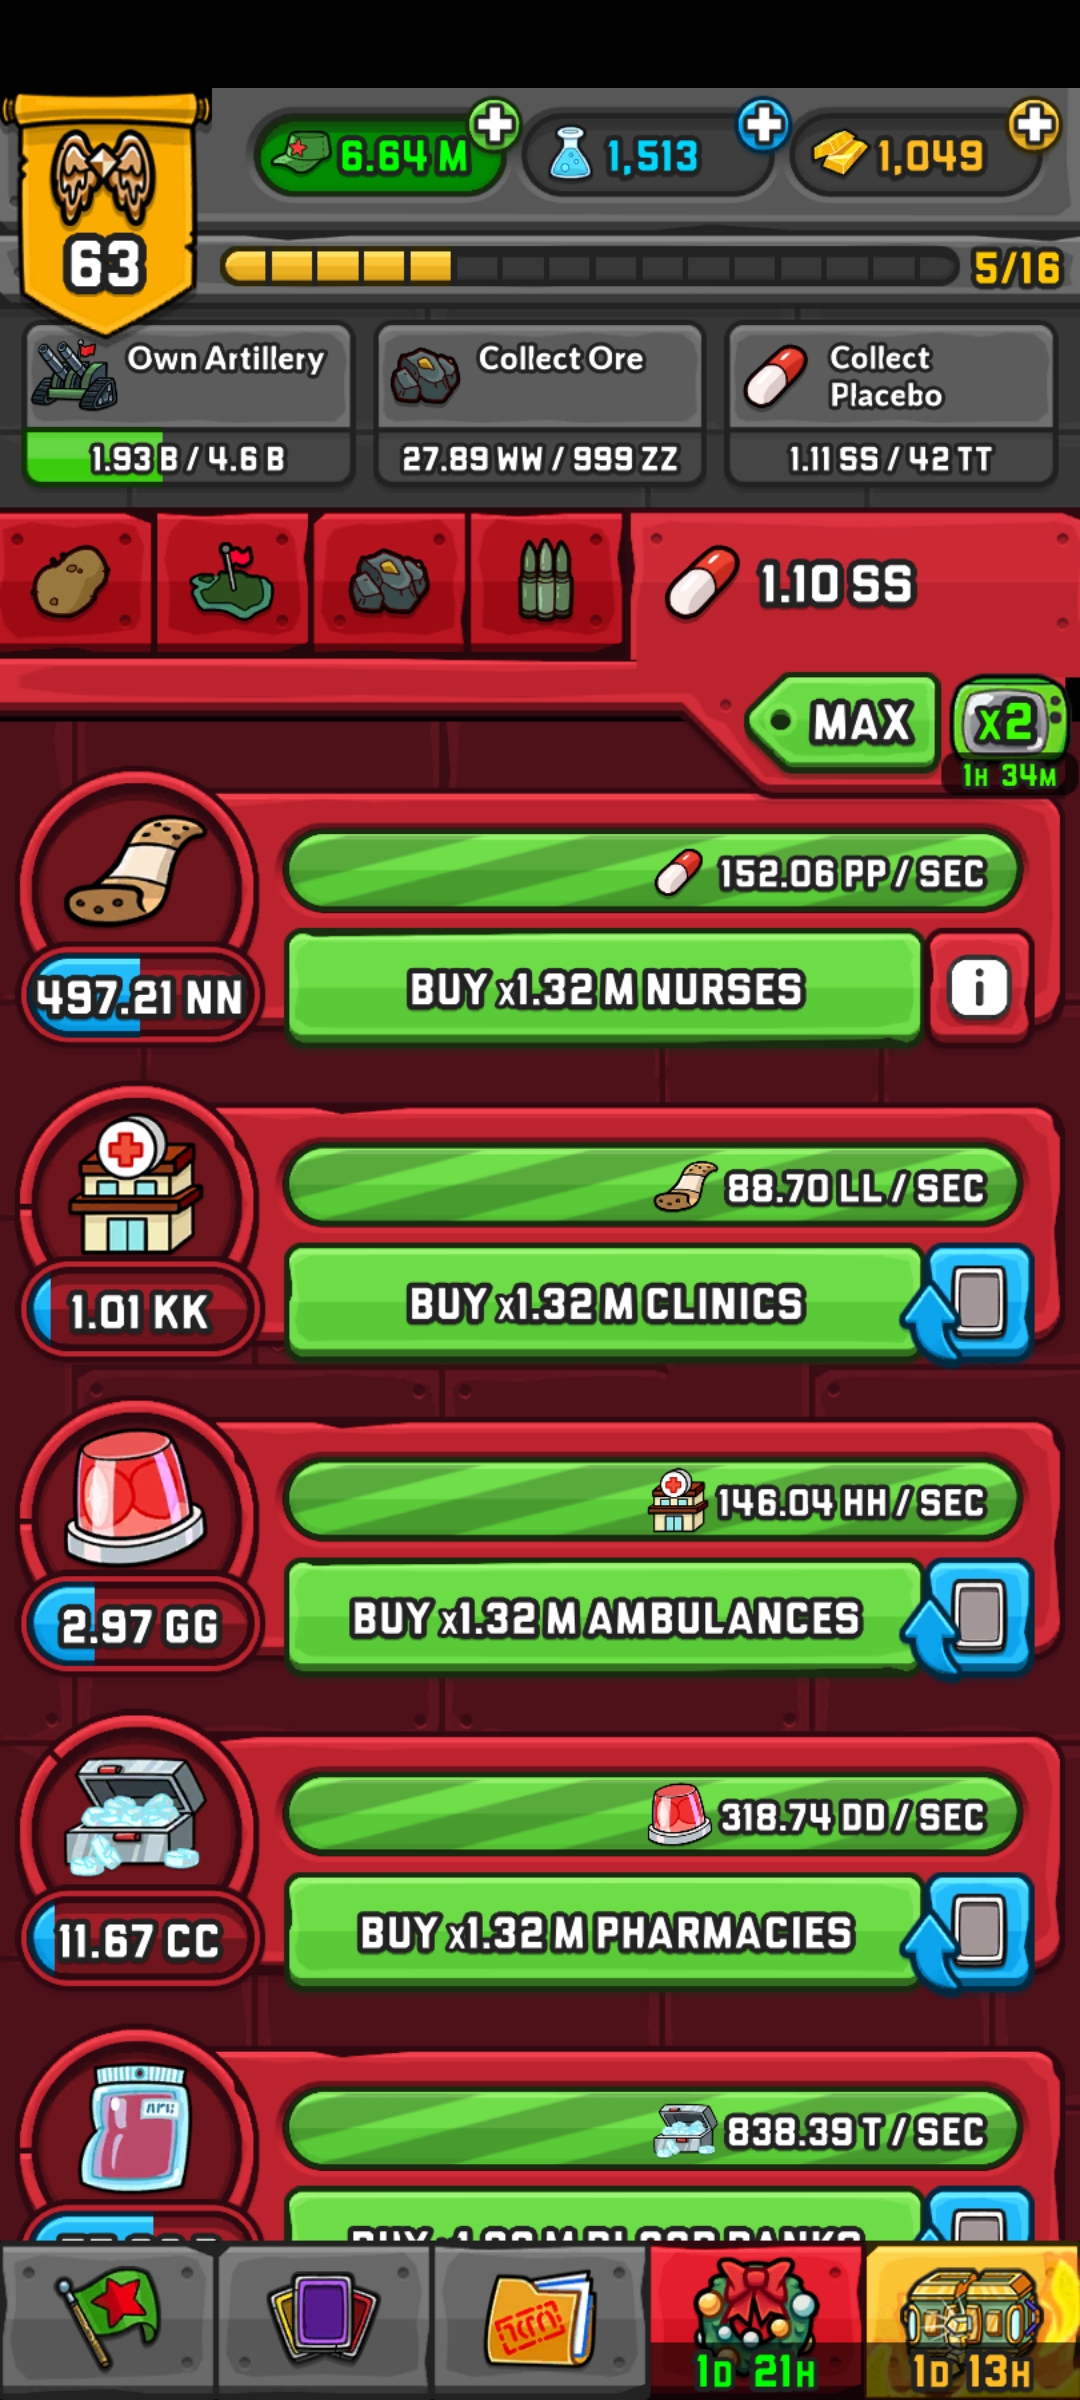 6.64 M
1,513
1,049
63
5/16
Own Artillery
1.93 B / 4.6 B
Collect Ore
27.89 WW / 999 ZZ
Collect
Placebo
1.11 SS / 42 TT
1.10 SS
MAX
x2
1H 34M
152.06 PP / SEC
497.21 NN
BUY x1.32 M NURSES
i
88.70 LL / SEC
1.01 KK
BUY x1.32 M CLINICS
146.04 HH / SEC
2.97 GG
BUY x1.32 M AMBULANCES
318.74 DD / SEC
11.67 CC
BUY x1.32 M PHARMACIES
838.39 T / SEC
1D 21H
1D 13H